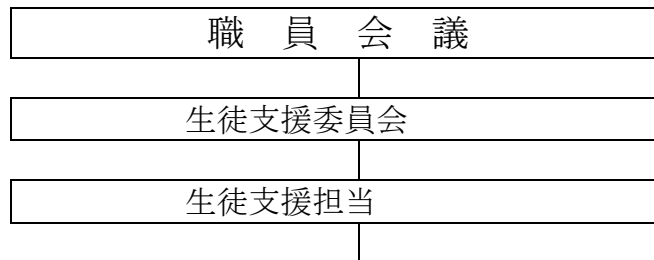 職　員　会　議
生徒支援委員会
生徒支援担当